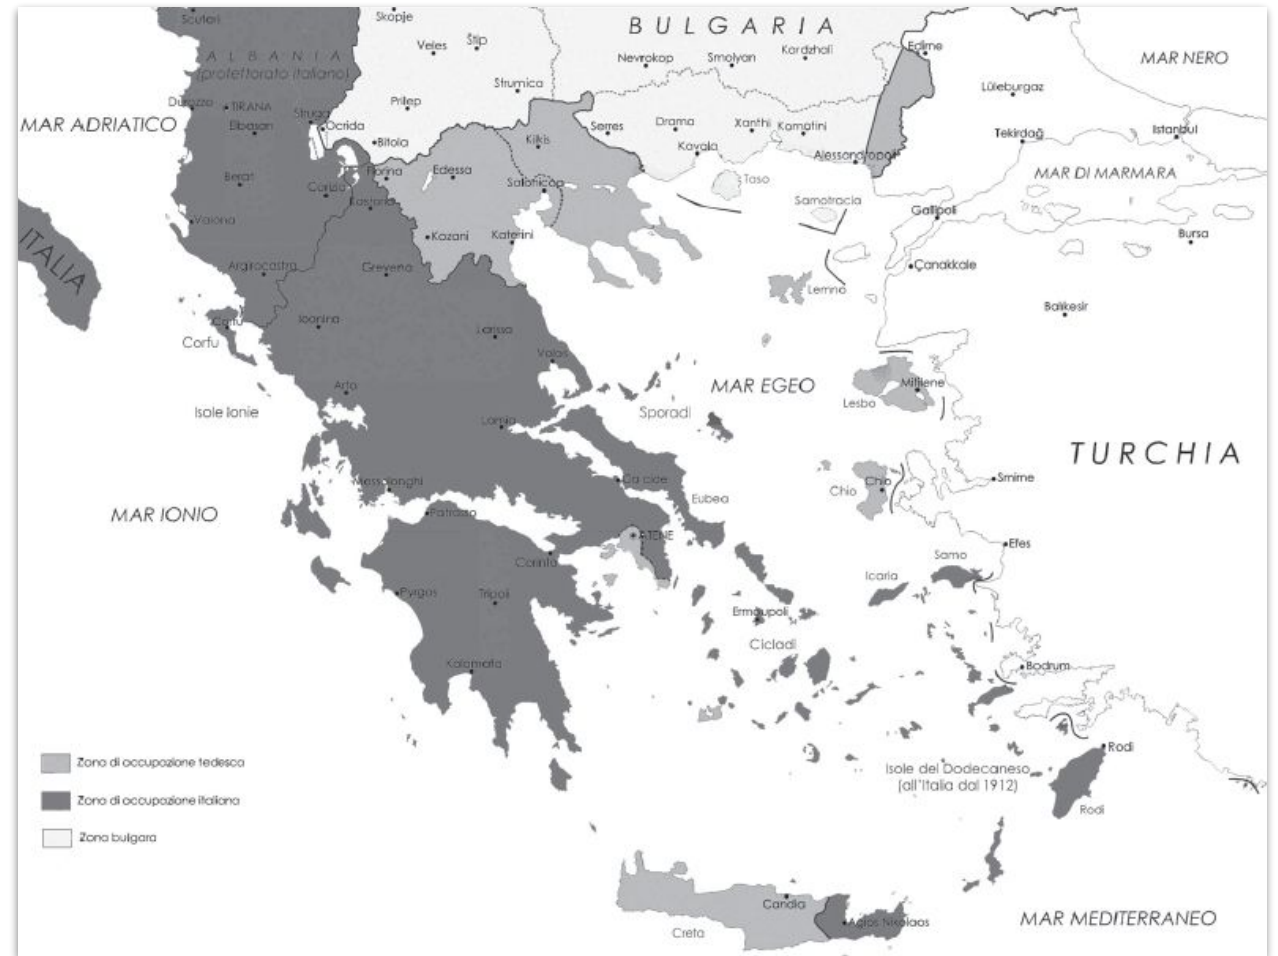 Scutari
Skopje
BULGARIA
Veles
Štip
Nevrokop
Smolyan
Kardzhali
Edirne
MAR NERO
ALBANIA
(protettorato italiano)
Strumica
Lüleburgaz
Durazzo
TIRANA
Prilep
MAR ADRIATICO
Elbasan
Struga
Ocrida
Bitola
Kilkis
Serres
Drama
Xanthi
Komotini
Tekirdağ
Istanbul
Kavala
Alessandropoli
Berat
Corizia
Florina
Edessa
Salonicco
Taso
MAR DI MARMARA
Kastoria
Samotracia
Gallipoli
Valona
Kozani
Katerini
Bursa
ITALIA
Argirocastro
Grevena
Çanakkale
Lemno
Balikesir
Corfu
Ioanina
Larissa
Corfu
Volos
MAR EGEO
Mitilene
Arta
Lesbo
Isole Ionie
Sporadi
Lamia
TURCHIA
Missolonghi
Calcide
Chio
Chio
Smirne
Eubea
MAR IONIO
Patrasso
ATENE
Efes
Corinto
Samo
Icaria
Pyrgos
Tripoli
Ermoupoli
Cicladi
Kalamata
Bodrum
Rodi
Zona di occupazione tedesca
Isole del Dodecaneso
(all'Italia dal 1912)
Zona di occupazione italiana
Rodi
Zona bulgara
Candia
Agios Nikolaos
Creta
MAR MEDITERRANEO